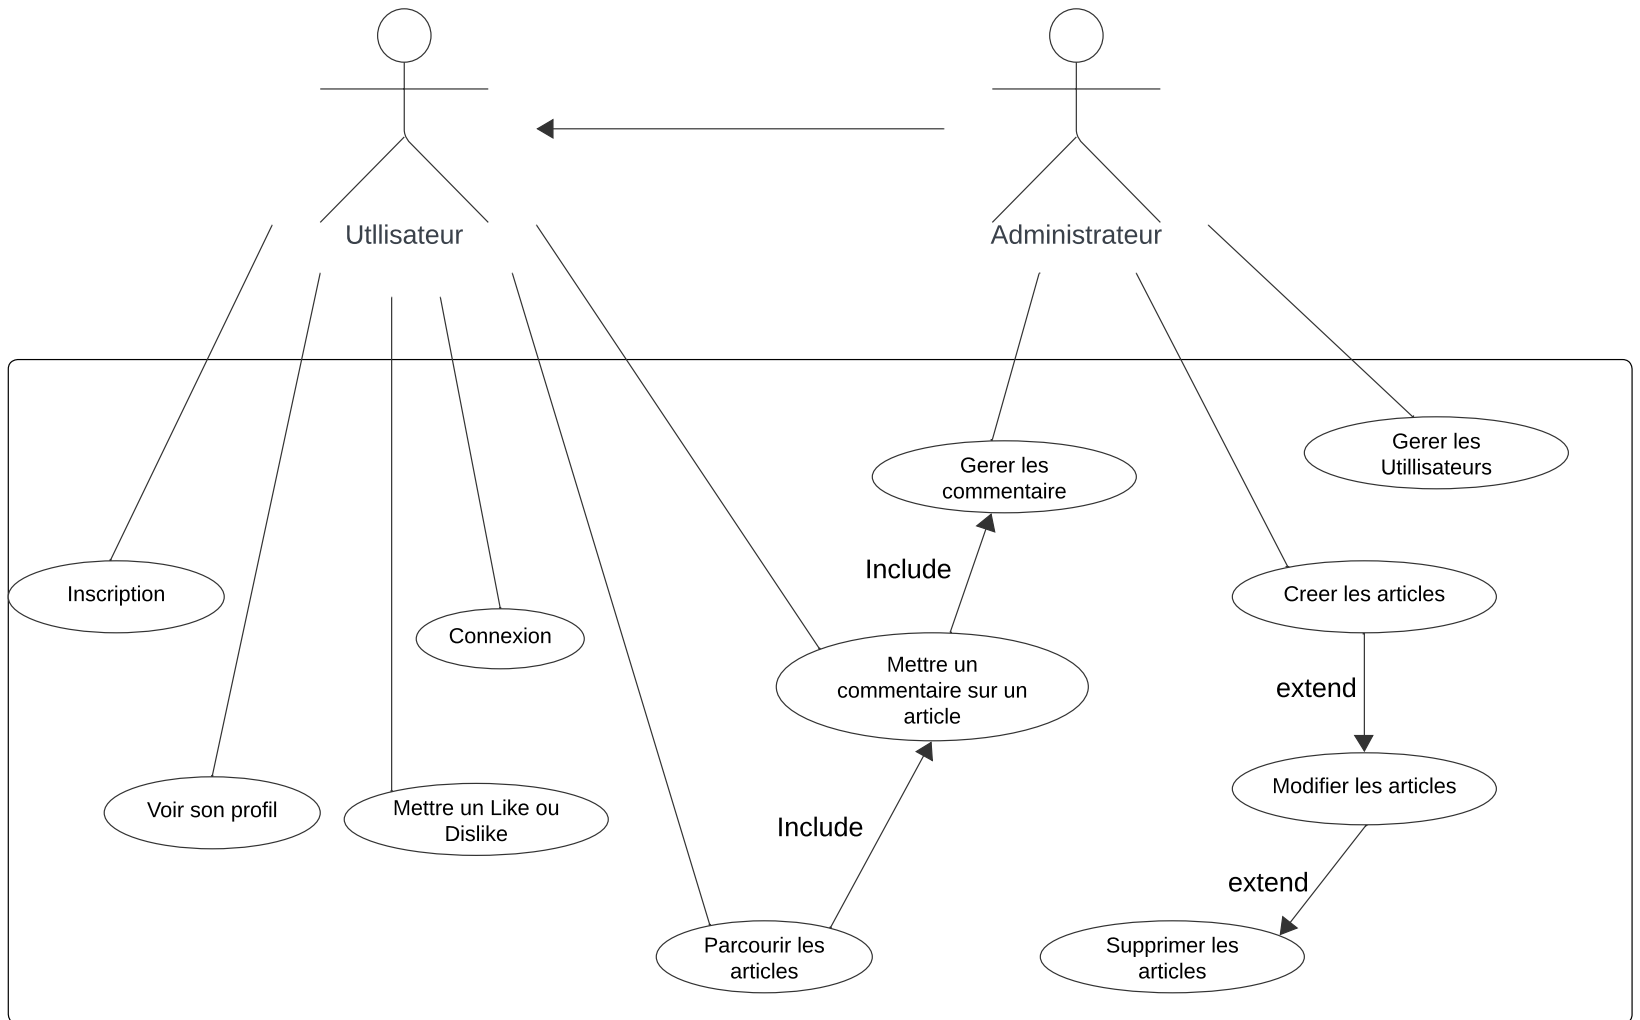 Utllisateur
Administrateur
Gerer les
Utillisateurs
Gerer les
commentaire
Include
Inscription
Creer les articles
Connexion
Mettre un
commentaire sur un
article
extend
Modifier les articles
Voir son profil
Mettre un Like ou
Dislike
Include
extend
Parcourir les
articles
Supprimer les
articles